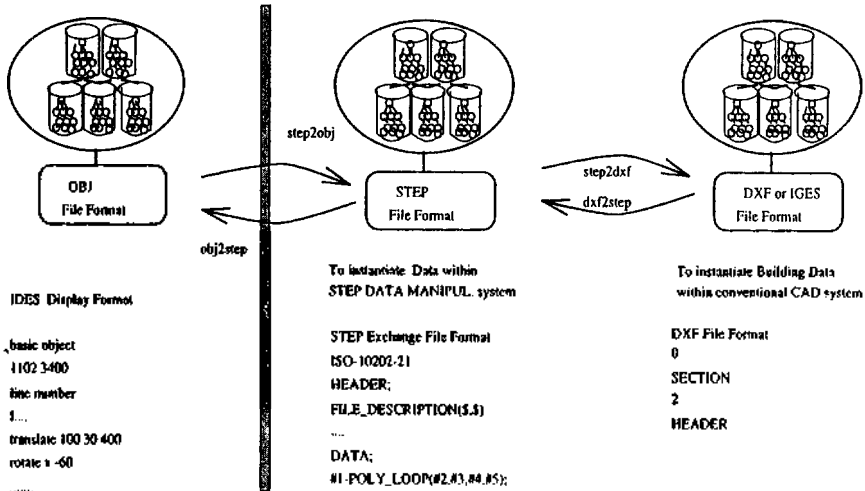 step2obj
OBJ
File Format
obj2step
STEP
File Format
step2dxf
dxf2step
DXF or IGES
File Format
IDES Display Format
basic object
1102 3400
line number
1...
translate 100 30 400
rotate x -60
To instantiate Data within
STEP DATA MANIPUL. system
STEP Exchange File Format
ISO-10202-21
HEADER;
FILE_DESCRIPTION($,$)
....
DATA;
#1-POLY_LOOP(#2,#3,#4,#5);
To instantiate Building Data
within conventional CAD system
DXF File Format
0
SECTION
2
HEADER